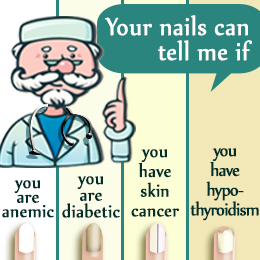 Your nails can
tell me if
you
are
anemic
you
are
diabetic
you
have
skin
cancer
you
have
hypo-
thyroidism